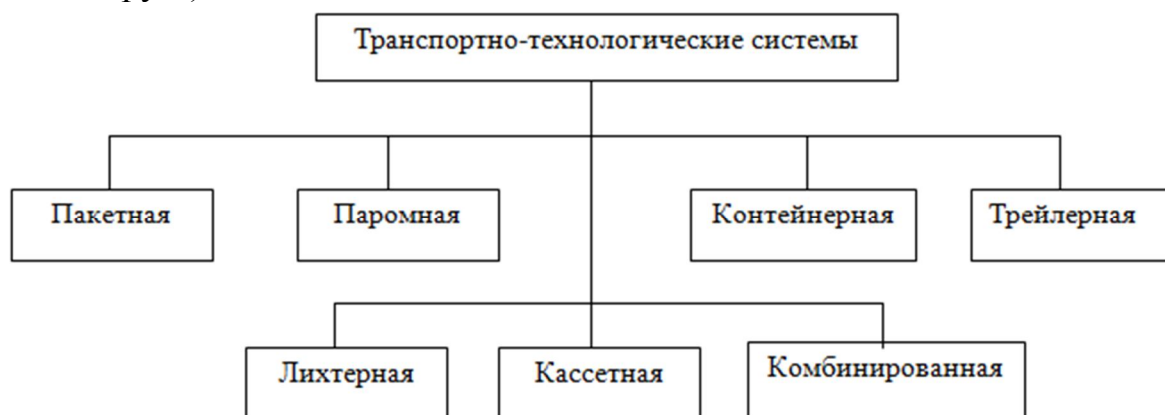 Транспортно-технологические системы
Пакетная
Паромная
Контейнерная
Трейлерная
Лихтерная
Кассетная
Комбинированная